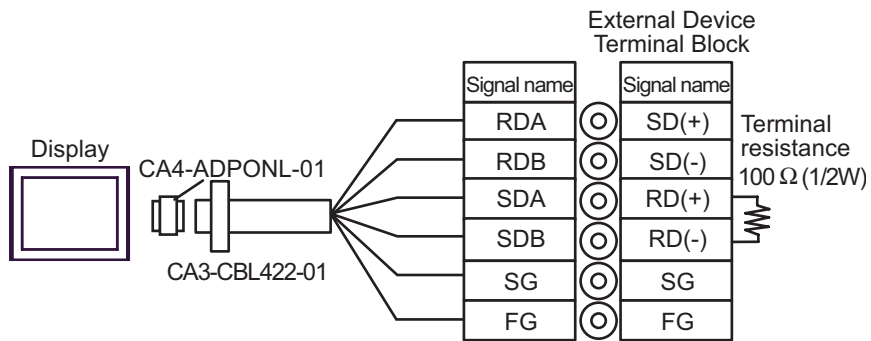 External Device
Terminal Block
Signal name Signal name
RDA SD(+)
RDB SD(-)
SDA RD(+)
SDB RD(-)
SG SG
FG FG
Terminal
resistance
100 Ω (1/2W)
Display
CA4-ADPONL-01
CA3-CBL422-01